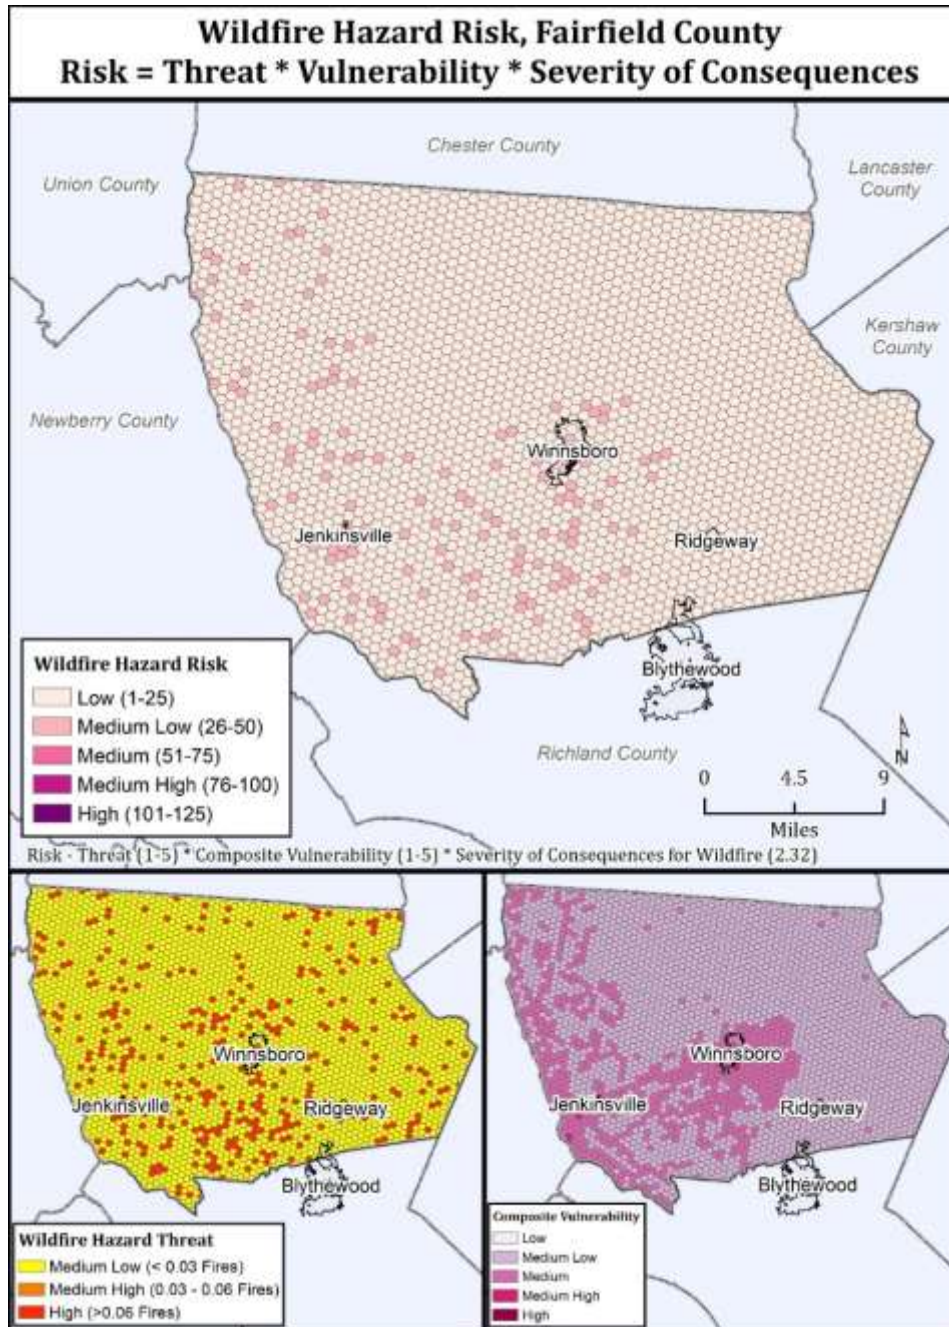 Wildfire Hazard Risk, Fairfield County
Risk = Threat * Vulnerability * Severity of Consequences
Chester County
Union County
Lancaster
County
Kershaw
County
Newberry County
Winnsboro
Jenkinsville
Ridgeway
Blythewood
Richland County
Wildfire Hazard Risk
Low (1-25)
Medium Low (26-50)
Medium (51-75)
Medium High (76-100)
High (101-125)
N
0 4.5 9
Miles
Risk - Threat (1-5) * Composite Vulnerability (1-5) * Severity of Consequences for Wildfire (2.32)
Winnsboro
Jenkinsville
Ridgeway
Blythewood
Wildfire Hazard Threat
Medium Low (< 0.03 Fires)
Medium High (0.03 - 0.06 Fires)
High (>0.06 Fires)
Winnsboro
Jenkinsville
Ridgeway
Blythewood
Composite Vulnerability
Low
Medium Low
Medium
Medium High
High